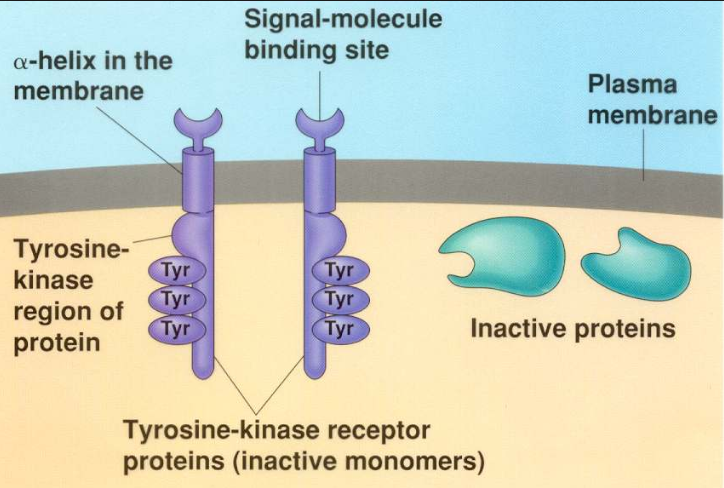 Signal-molecule
binding site
α-helix in the
membrane
Plasma
membrane
Tyrosine-
kinase
region of
protein
Tyr
Tyr
Tyr
Tyr
Tyr
Tyr
Inactive proteins
Tyrosine-kinase receptor
proteins (inactive monomers)